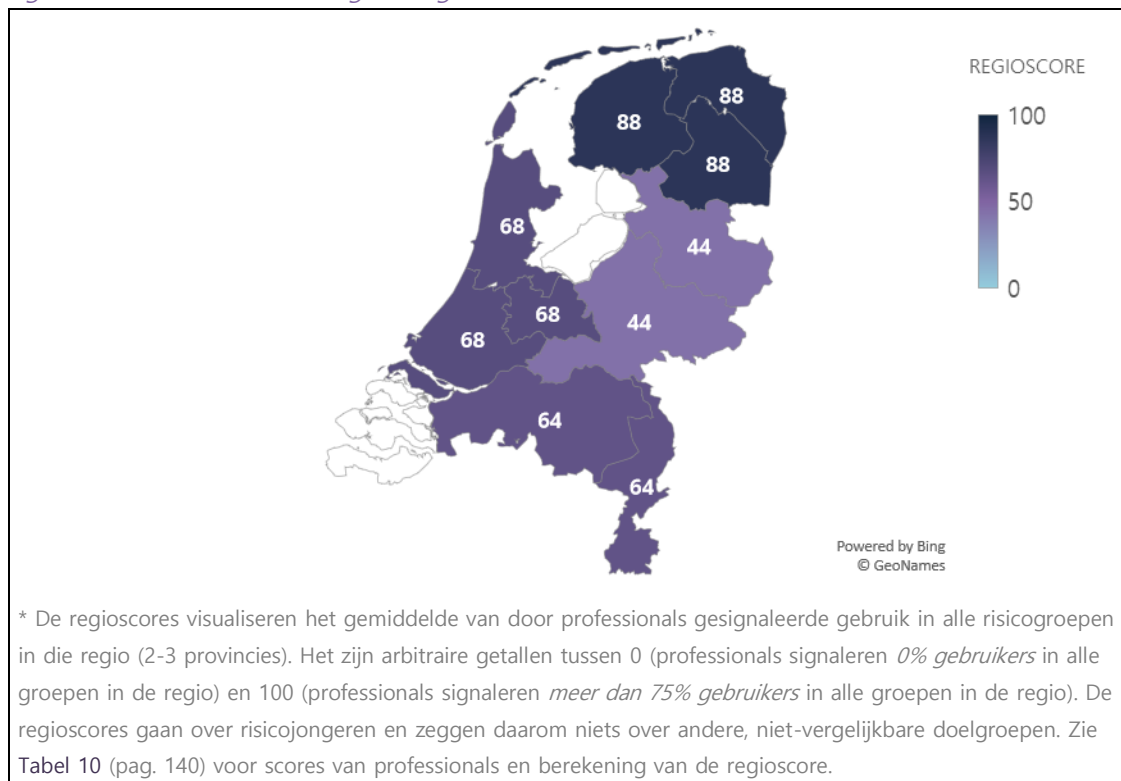 REGIOSCORE
100
50
0
88
88
88
68
44
68
44
68
64
64
Powered by Bing
© GeoNames
* De regioscores visualiseren het gemiddelde van door professionals gesignaleerde gebruik in alle risicogroepen
in die regio (2-3 provincies). Het zijn arbitraire getallen tussen 0 (professionals signaleren 0% gebruikers in alle
groepen in de regio) en 100 (professionals signaleren meer dan 75% gebruikers in alle groepen in de regio). De
regioscores gaan over risicojongeren en zeggen daarom niets over andere, niet-vergelijkbare doelgroepen. Zie
Tabel 10 (pag. 140) voor scores van professionals en berekening van de regioscore.